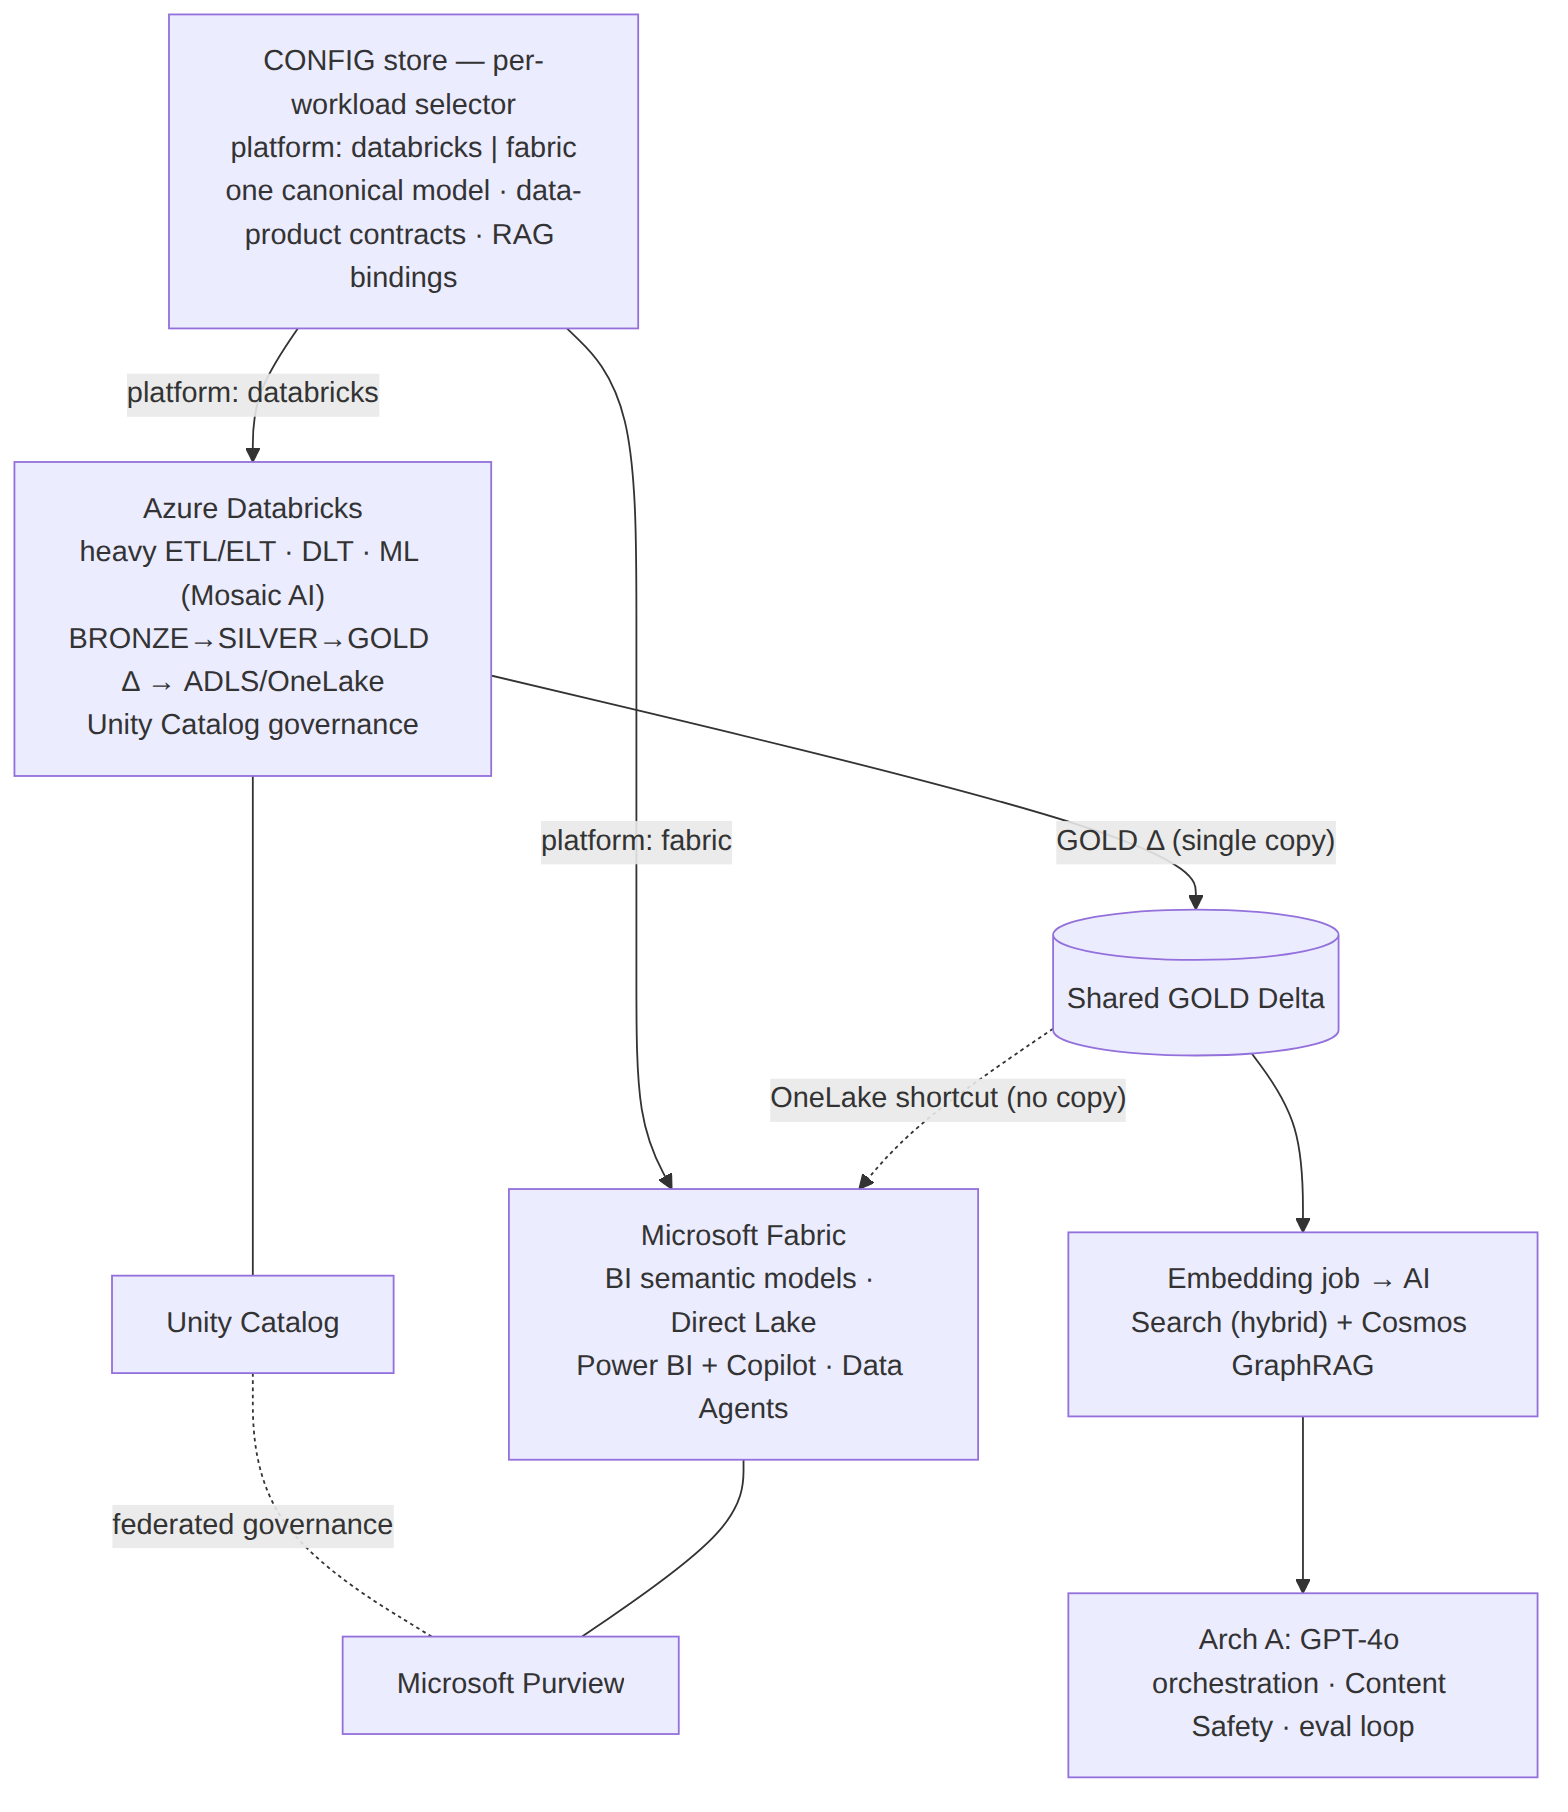 CONFIG store — per-
workload selector
platform: databricks | fabric
one canonical model · data-
product contracts · RAG
bindings
platform: databricks
Azure Databricks
heavy ETL/ELT · DLT · ML
(Mosaic AI)
BRONZE→SILVER→GOLD
Δ → ADLS/OneLake
Unity Catalog governance
platform: fabric
GOLD Δ (single copy)
Shared GOLD Delta
OneLake shortcut (no copy)
Microsoft Fabric
BI semantic models ·
Direct Lake
Power BI + Copilot · Data
Agents
Embedding job → AI
Search (hybrid) + Cosmos
GraphRAG
Unity Catalog
federated governance
Microsoft Purview
Arch A: GPT-4o
orchestration · Content
Safety · eval loop